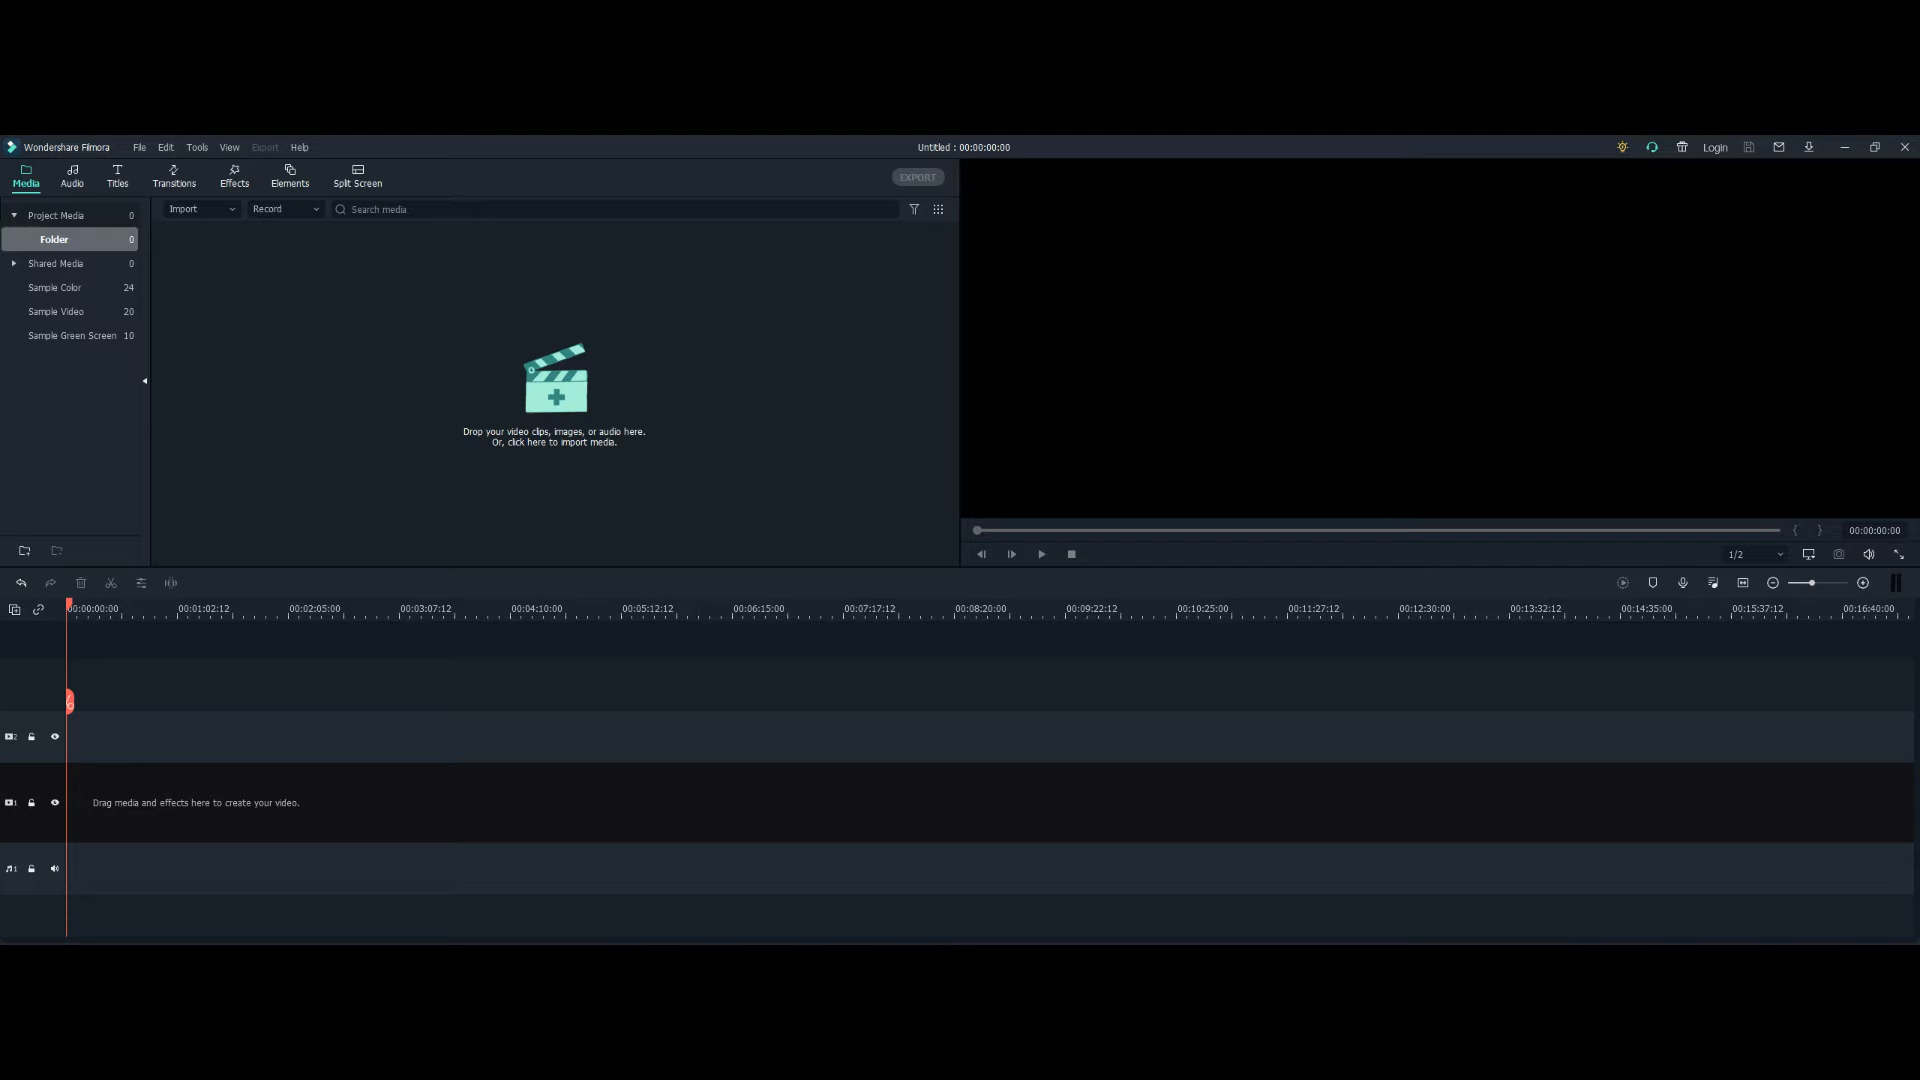 Wondershare Filmora File Edit Tools View Export Help Untitled : 00:00:00:00 Login
Media Audio Titles Transitions Effects Elements Split Screen EXPORT
Project Media 0 Import Record Search media
Folder 0
Shared Media 0
Sample Color 24
Sample Video 20
Sample Green Screen 10
Drop your video clips, images, or audio here.
Or, click here to import media.
00:00:00:00
1/2
00:00:00:00 00:01:02:12 00:02:05:00 00:03:07:12 00:04:10:00 00:05:12:12 00:06:15:00 00:07:17:12 00:08:20:00 00:09:22:12 00:10:25:00 00:11:27:12 00:12:30:00 00:13:32:12 00:14:35:00 00:15:37:12 00:16:40:00
2
1 Drag media and effects here to create your video.
1